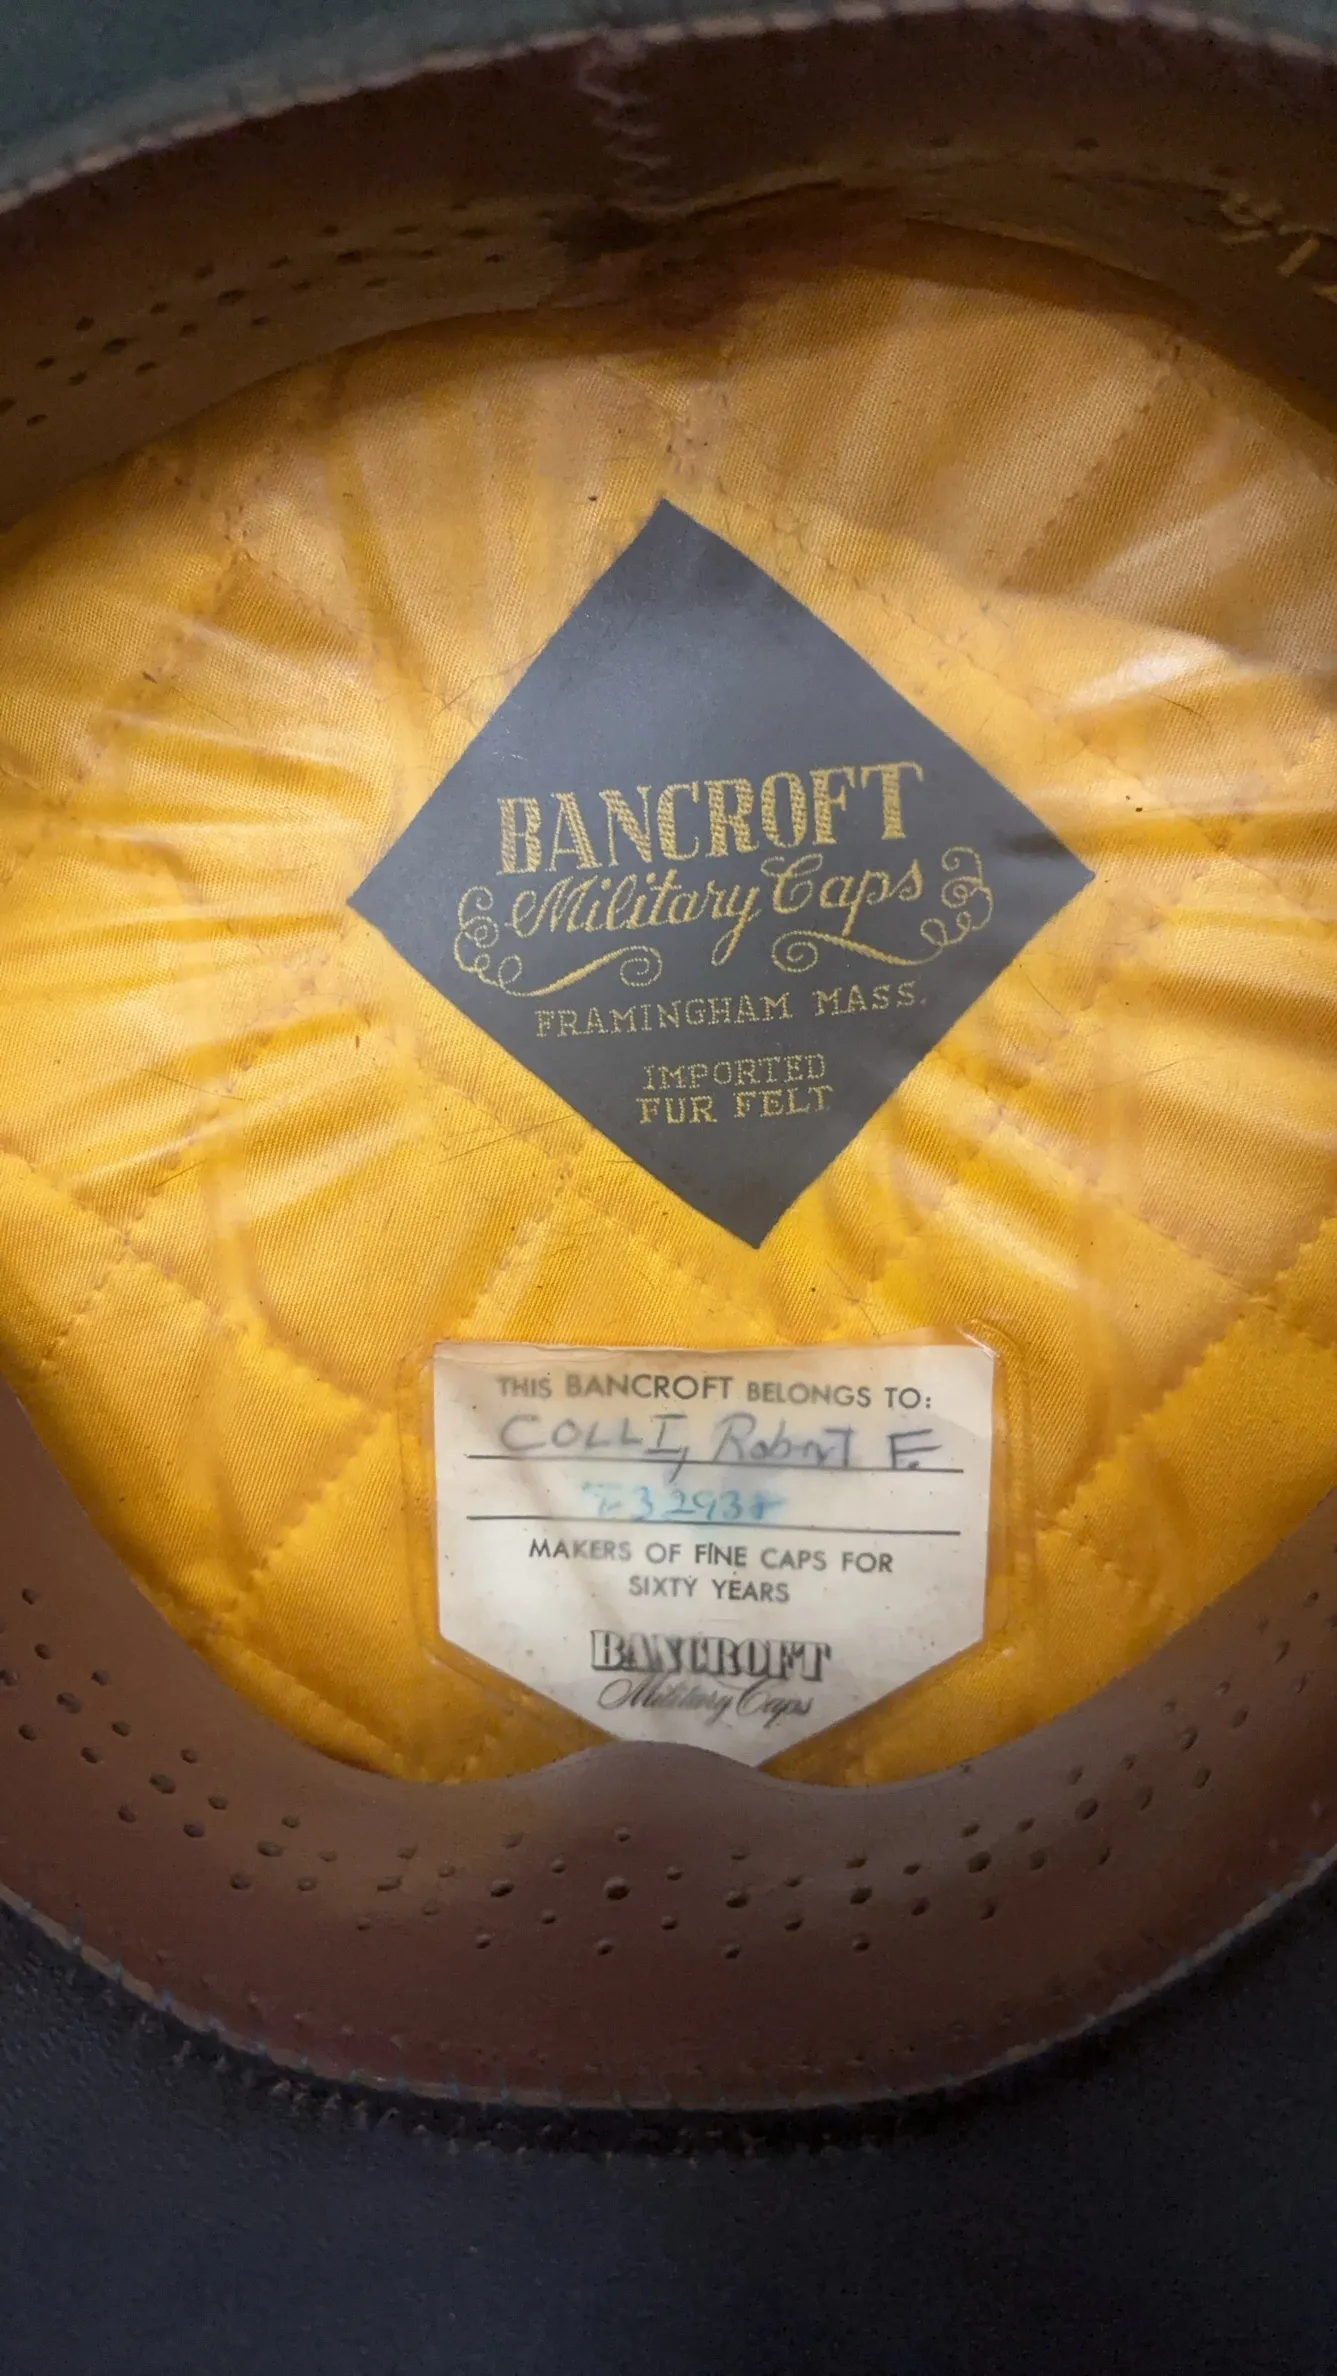 BANCROFT
Military Caps
FRAMINGHAM MASS.
IMPORTED
FUR FELT
THIS BANCROFT BELONGS TO:
COLLI, Robert F.
MAKERS OF FINE CAPS FOR
SIXTY YEARS
BANCROFT
Military Caps